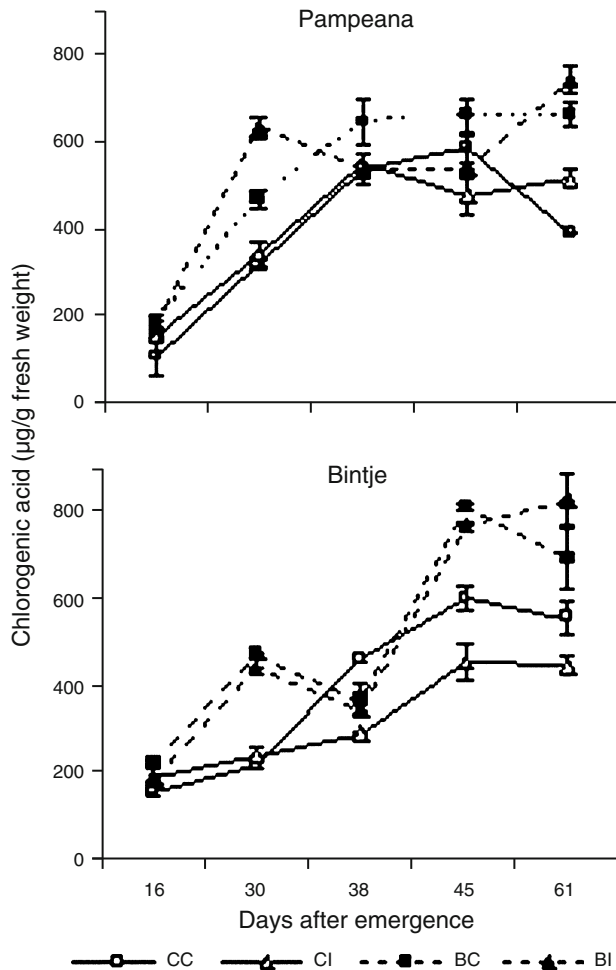 Pampeana
800
600
400
200
0
Chlorogenic acid (µg/g fresh weight)
Bintje
800
600
400
200
0
16 30 38 45 61
Days after emergence
CC CI BC BI